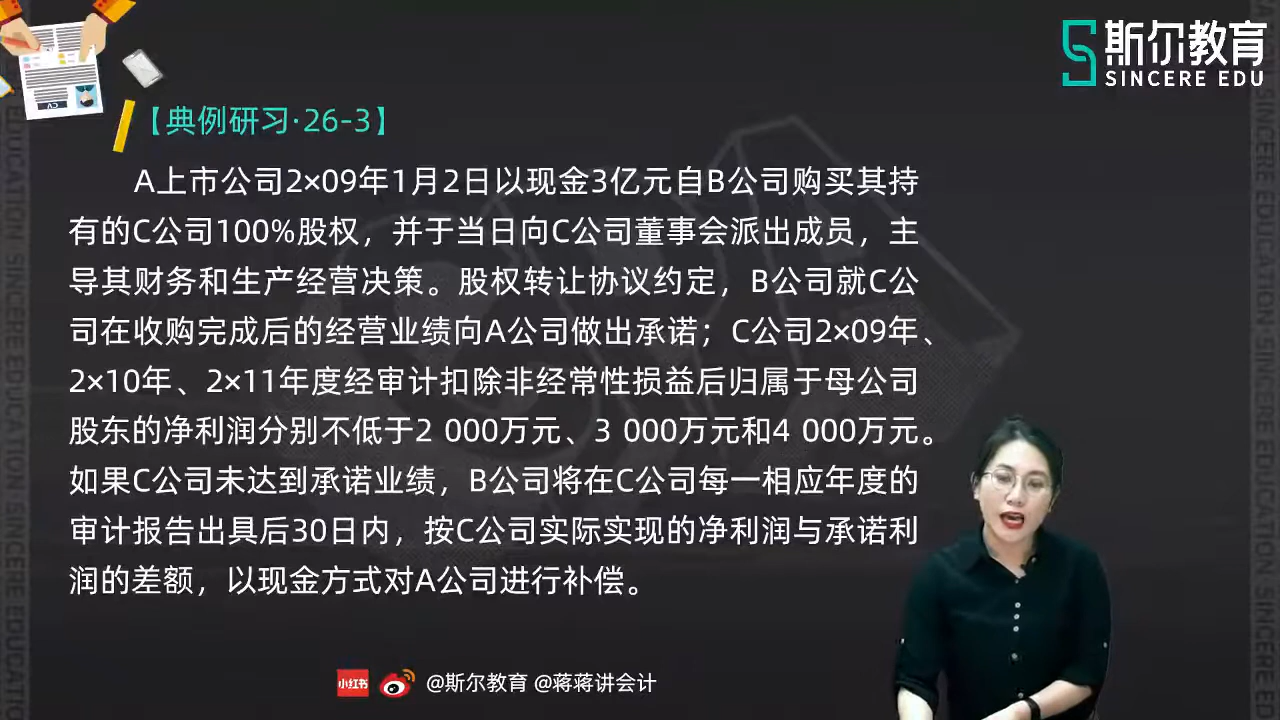 斯尔教育
SINCERE EDU
【典例研习·26-3】
A上市公司2×09年1月2日以现金3亿元自B公司购买其持
有的C公司100%股权，并于当日向C公司董事会派出成员，主
导其财务和生产经营决策。股权转让协议约定，B公司就C公
司在收购完成后的经营业绩向A公司做出承诺；C公司2×09年、
2×10年、2×11年度经审计扣除非经常性损益后归属于母公司
股东的净利润分别不低于2 000万元、3 000万元和4 000万元。
如果C公司未达到承诺业绩，B公司将在C公司每一相应年度的
审计报告出具后30日内，按C公司实际实现的净利润与承诺利
润的差额，以现金方式对A公司进行补偿。
小红书 @斯尔教育 @蒋蒋讲会计